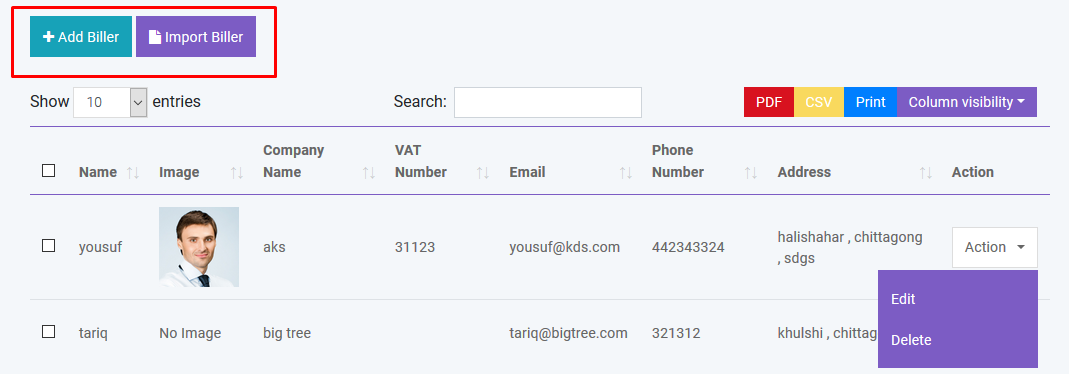 Add Biller Import Biller
Show 10 entries Search: PDF CSV Print Column visibility
Name Image Company Name VAT Number Email Phone Number Address Action
yousuf aks 31123 yousuf@kds.com 442343324 halishahar , chittagong , sdgs Action
Edit
tariq No Image big tree tariq@bigtree.com 321312 khulshi ,
Delete